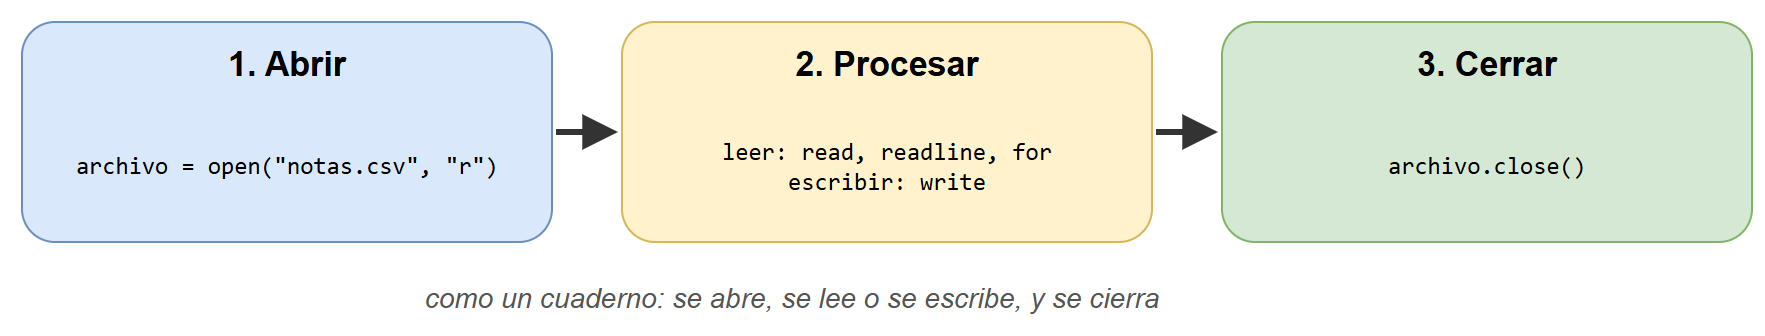 1. Abrir
archivo = open("notas.csv", "r")
2. Procesar
leer: read, readline, for
escribir: write
3. Cerrar
archivo.close()
como un cuaderno: se abre, se lee o se escribe, y se cierra